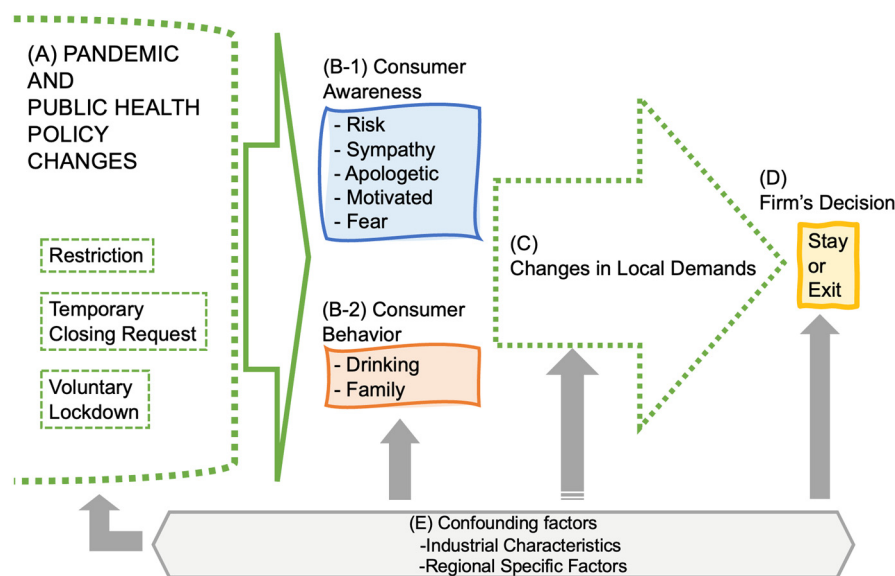 (A) PANDEMIC
AND
PUBLIC HEALTH
POLICY
CHANGES
Restriction
Temporary
Closing Request
Voluntary
Lockdown
(B-1) Consumer
Awareness
- Risk
- Sympathy
- Apologetic
- Motivated
- Fear
(B-2) Consumer
Behavior
- Drinking
- Family
(C)
Changes in Local Demands
(D)
Firm's Decision
Stay
or
Exit
(E) Confounding factors
-Industrial Characteristics
-Regional Specific Factors